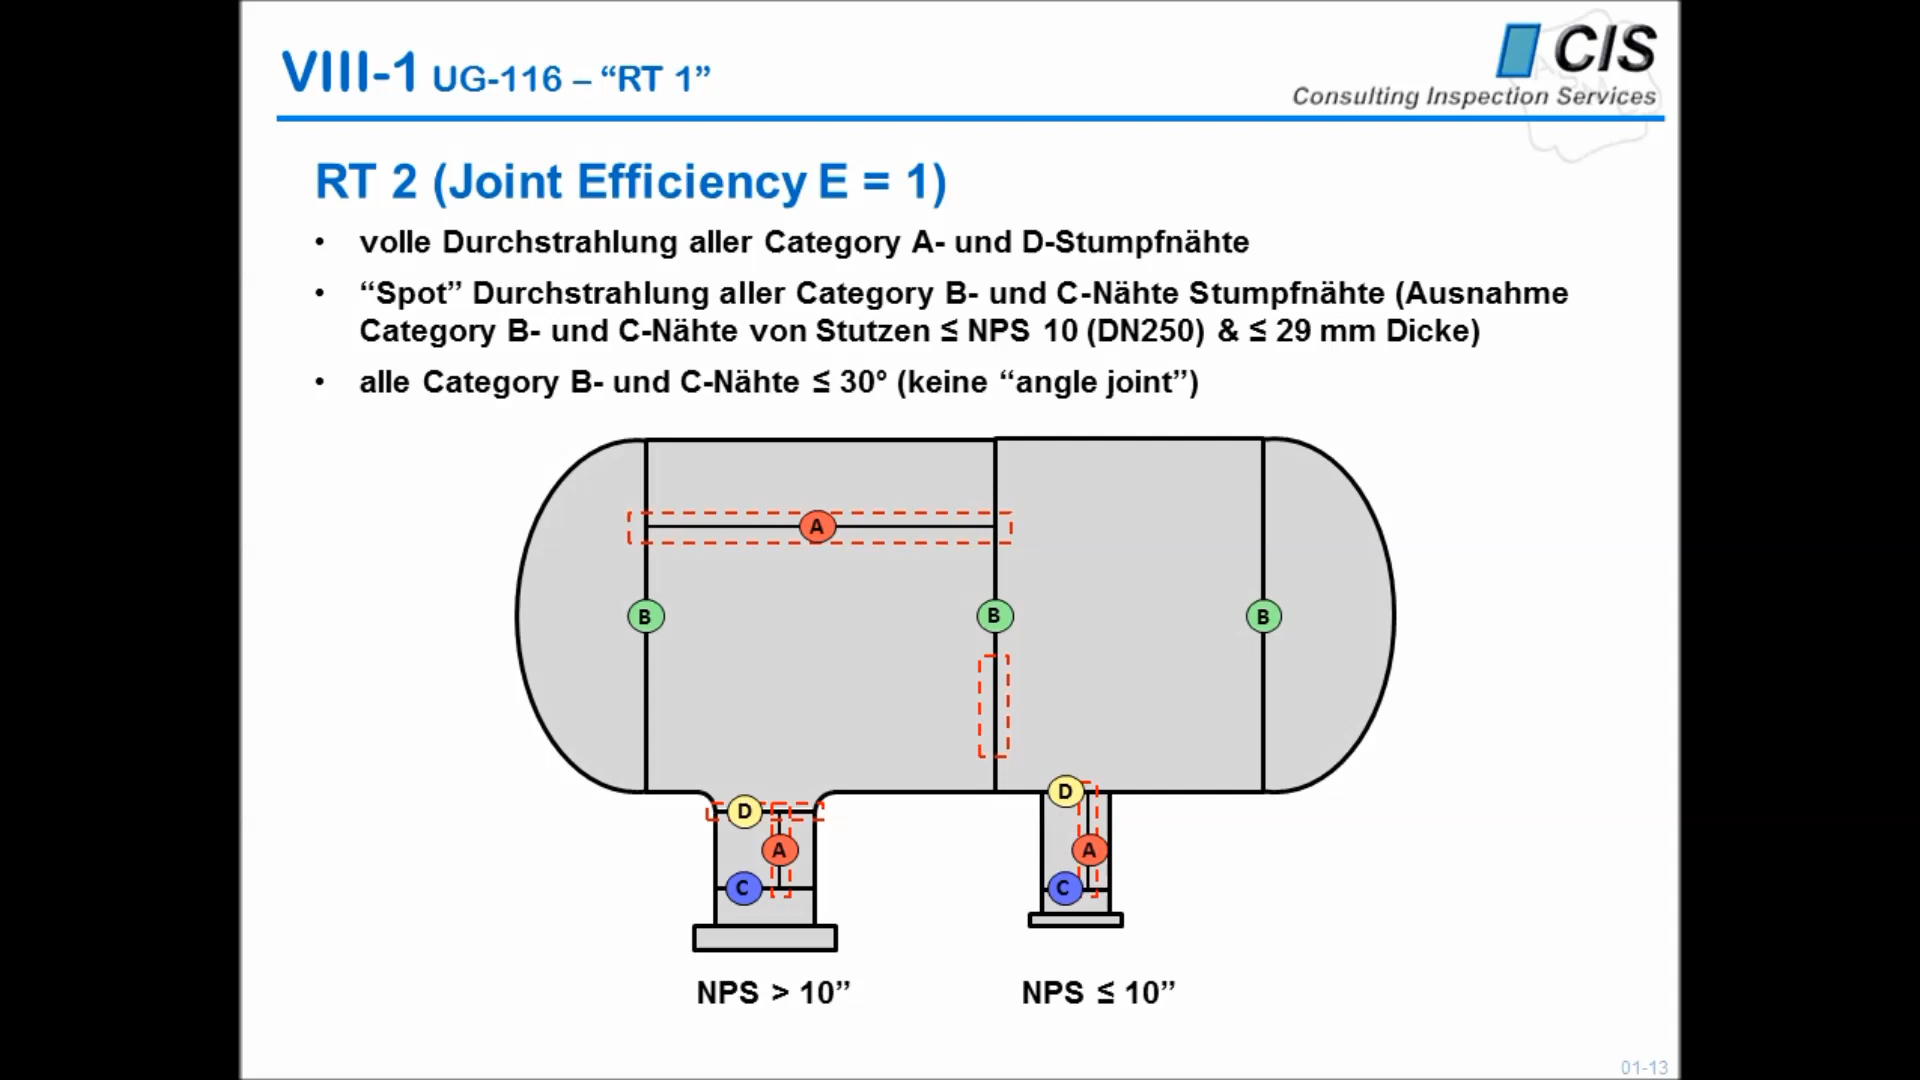 VIII-1 UG-116 – “RT 1”
CIS
Consulting Inspection Services
RT 2 (Joint Efficiency E = 1)
• volle Durchstrahlung aller Category A- und D-Stumpfnähte
• “Spot” Durchstrahlung aller Category B- und C-Nähte Stumpfnähte (Ausnahme
Category B- und C-Nähte von Stutzen ≤ NPS 10 (DN250) & ≤ 29 mm Dicke)
• alle Category B- und C-Nähte ≤ 30° (keine “angle joint”)
A
B
B
B
D
D
A
A
C
C
NPS > 10”
NPS ≤ 10”
01-13